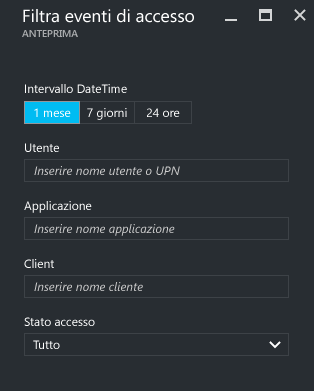 Filtra eventi di accesso
ANTEPRIMA
Intervallo DateTime
1 mese 7 giorni 24 ore
Utente
Inserire nome utente o UPN
Applicazione
Inserire nome applicazione
Client
Inserire nome cliente
Stato accesso
Tutto